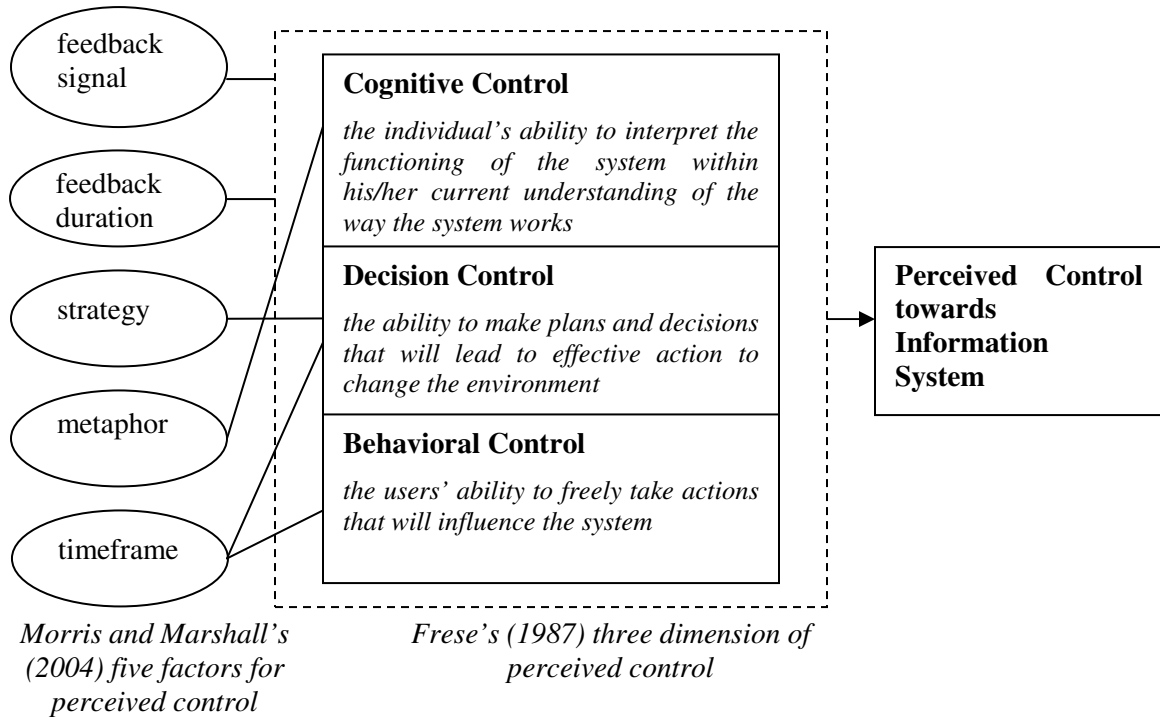 feedback
signal
feedback
duration
strategy
metaphor
timeframe
Morris and Marshall's
(2004) five factors for
perceived control
Cognitive Control
the individual's ability to interpret the
functioning of the system within
his/her current understanding of the
way the system works
Decision Control
the ability to make plans and decisions
that will lead to effective action to
change the environment
Behavioral Control
the users' ability to freely take actions
that will influence the system
Frese's (1987) three dimension of
perceived control
Perceived Control
towards
Information
System